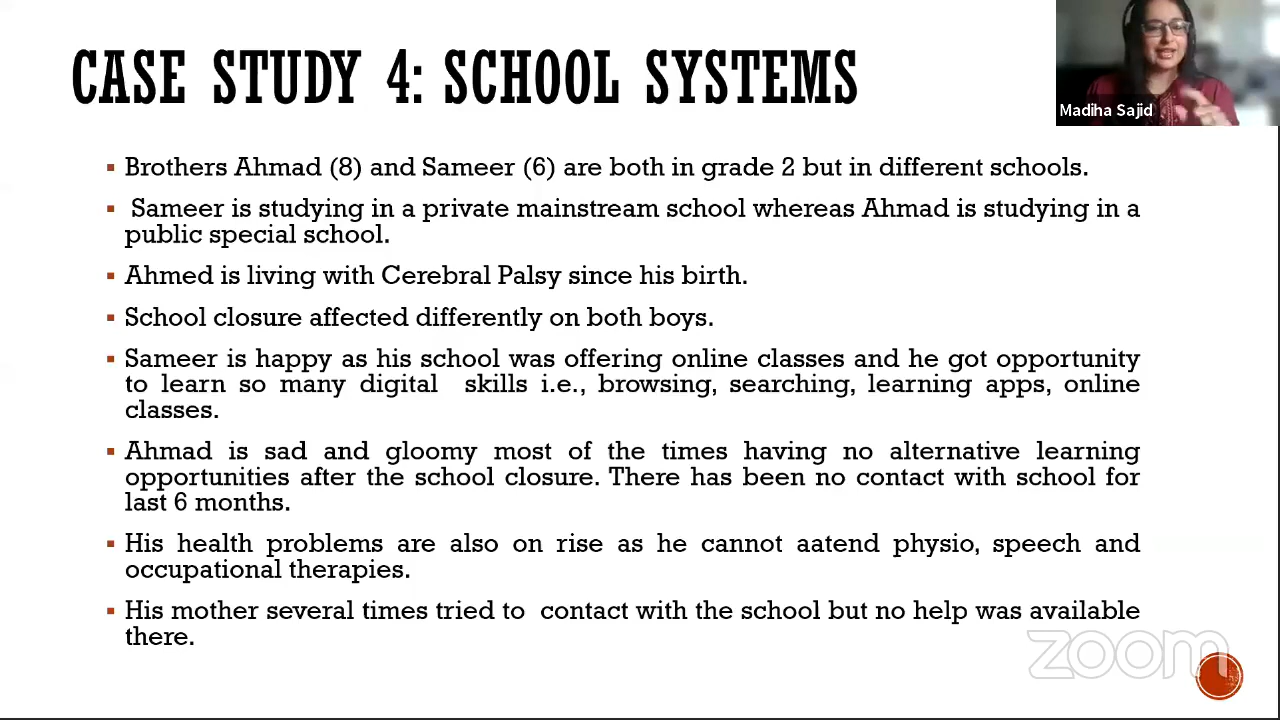 CASE STUDY 4: SCHOOL SYSTEMS
Madiha Sajid
▪ Brothers Ahmad (8) and Sameer (6) are both in grade 2 but in different schools.
▪ Sameer is studying in a private mainstream school whereas Ahmad is studying in a
public special school.
▪ Ahmed is living with Cerebral Palsy since his birth.
▪ School closure affected differently on both boys.
▪ Sameer is happy as his school was offering online classes and he got opportunity
to learn so many digital skills i.e., browsing, searching, learning apps, online
classes.
▪ Ahmad is sad and gloomy most of the times having no alternative learning
opportunities after the school closure. There has been no contact with school for
last 6 months.
▪ His health problems are also on rise as he cannot aatend physio, speech and
occupational therapies.
▪ His mother several times tried to contact with the school but no help was available
there.
zoom